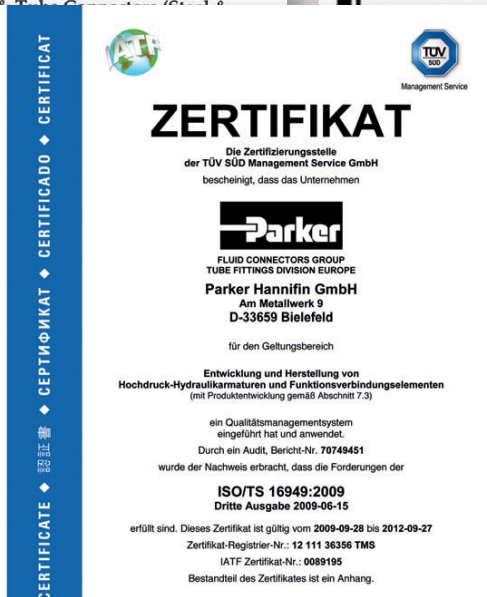 & Tube Connectors (Steel &
IATF
TÜV
SÜD
Management Service
ZERTIFIKAT
Die Zertifizierungsstelle
der TÜV SÜD Management Service GmbH
bescheinigt, dass das Unternehmen
Parker
FLUID CONNECTORS GROUP
TUBE FITTINGS DIVISION EUROPE
Parker Hannifin GmbH
Am Metallwerk 9
D-33659 Bielefeld
für den Geltungsbereich
Entwicklung und Herstellung von
Hochdruck-Hydraulikarmaturen und Funktionsverbindungselementen
(mit Produktentwicklung gemäß Abschnitt 7.3)
ein Qualitätsmanagementsystem
eingeführt hat und anwendet.
Durch ein Audit, Bericht-Nr. 70749451
wurde der Nachweis erbracht, dass die Forderungen der
ISO/TS 16949:2009
Dritte Ausgabe 2009-06-15
erfüllt sind. Dieses Zertifikat ist gültig vom 2009-09-28 bis 2012-09-27
Zertifikat-Registrier-Nr.: 12 111 36356 TMS
IATF Zertifikat-Nr.: 0089195
Bestandteil des Zertifikates ist ein Anhang.
CERTIFICATE ◆ 認証書 ◆ СЕРТИФИКАТ ◆ CERTIFICADO ◆ CERTIFICAT